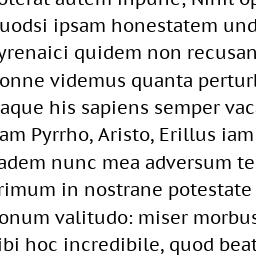 olerat autem impune; Nihil op
uodsi ipsam honestatem und
yrenaici quidem non recusan
onne videmus quanta perturb
aque his sapiens semper vac
am Pyrrho, Aristo, Erillus iam
adem nunc mea adversum te
rimum in nostrane potestate
onum valitudo: miser morbus
ibi hoc incredibile, quod beat